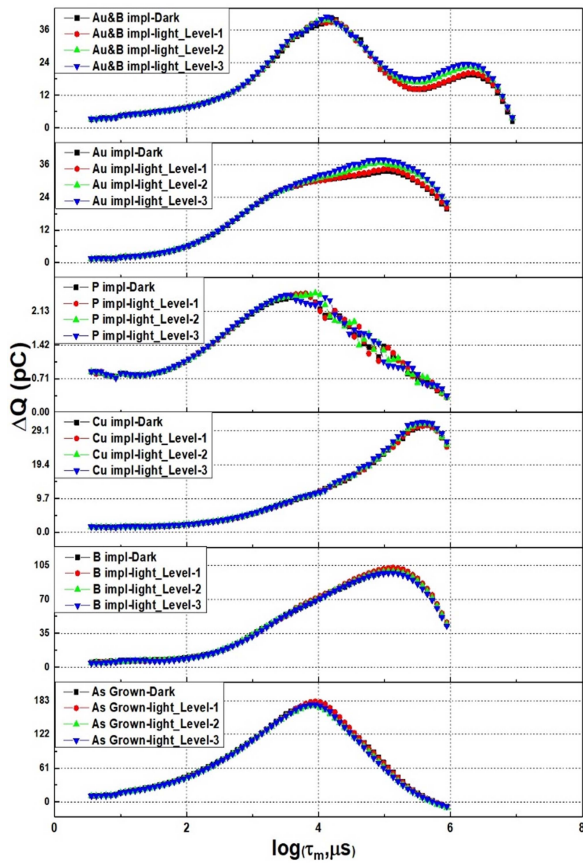 Au&B impl-Dark
Au&B impl-light_Level-1
Au&B impl-light_Level-2
Au&B impl-light_Level-3
36
24
12
0
Au impl-Dark
Au impl-light_Level-1
Au impl-light_Level-2
Au impl-light_Level-3
36
24
12
0
P impl-Dark
P impl-light_Level-1
P impl-light_Level-2
P impl-light_Level-3
2.13
1.42
0.71
0.00
ΔQ (pC)
Cu impl-Dark
Cu impl-light_Level-1
Cu impl-light_Level-2
Cu impl-light_Level-3
29.1
19.4
9.7
0.0
B impl-Dark
B impl-light_Level-1
B impl-light_Level-2
B impl-light_Level-3
105
70
35
0
As Grown-Dark
As Grown-light_Level-1
As Grown-light_Level-2
As Grown-light_Level-3
183
122
61
0
0 2 4 6 8
log(τm,μs)